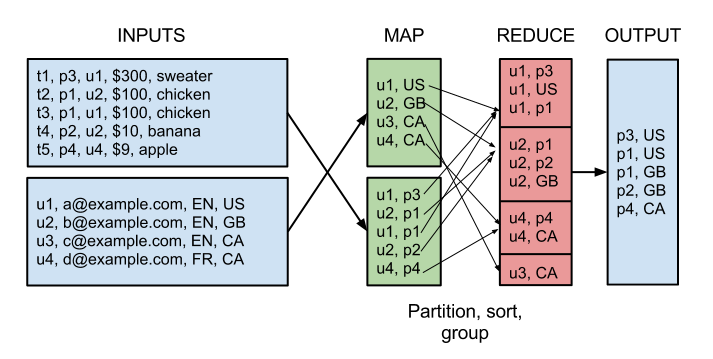 INPUTS
MAP
REDUCE
OUTPUT
t1, p3, u1, $300, sweater
t2, p1, u2, $100, chicken
t3, p1, u1, $100, chicken
t4, p2, u2, $10, banana
t5, p4, u4, $9, apple
u1, a@example.com, EN, US
u2, b@example.com, EN, GB
u3, c@example.com, EN, CA
u4, d@example.com, FR, CA
u1, US
u2, GB
u3, CA
u4, CA
u1, p3
u2, p1
u1, p1
u2, p2
u4, p4
u1, p3
u1, US
u1, p1
u2, p1
u2, p2
u2, GB
u4, p4
u4, CA
u3, CA
p3, US
p1, US
p1, GB
p2, GB
p4, CA
Partition, sort,
group